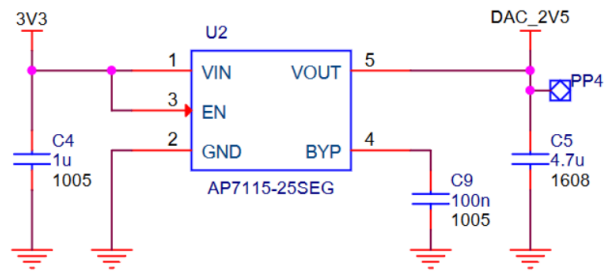 3V3
U2
DAC_2V5
1
VIN
VOUT
5
PP4
3
EN
2
GND
BYP
4
C4
1u
1005
C5
4.7u
1608
AP7115-25SEG
C9
100n
1005